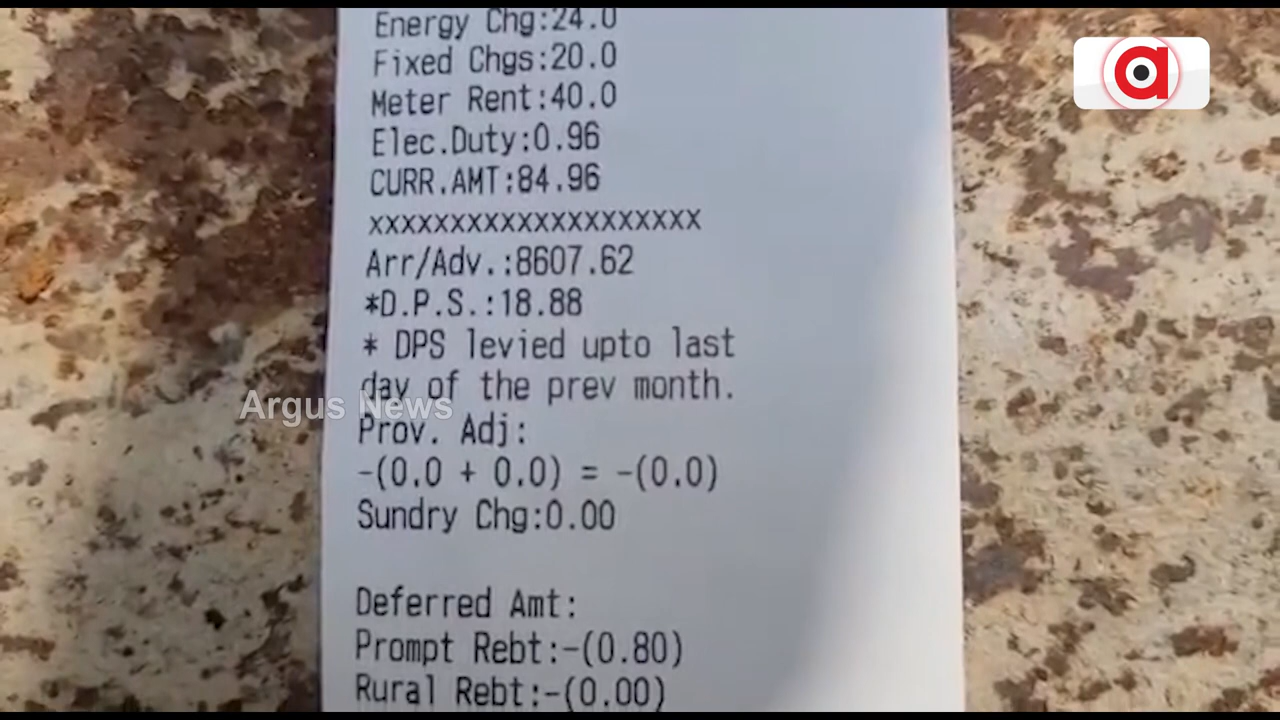 Energy Chg:24.0
Fixed Chgs:20.0
Meter Rent:40.0
Elec.Duty:0.96
CURR.AMT:84.96
xxxxxxxxxxxxxxxxxxxx
Arr/Adv.:8607.62
*D.P.S.:18.88
* DPS levied upto last
day of the prev month.
Argus News
Prov. Adj:
-(0.0 + 0.0) = -(0.0)
Sundry Chg:0.00
Deferred Amt:
Prompt Rebt:-(0.80)
Rural Rebt:-(0.00)
a